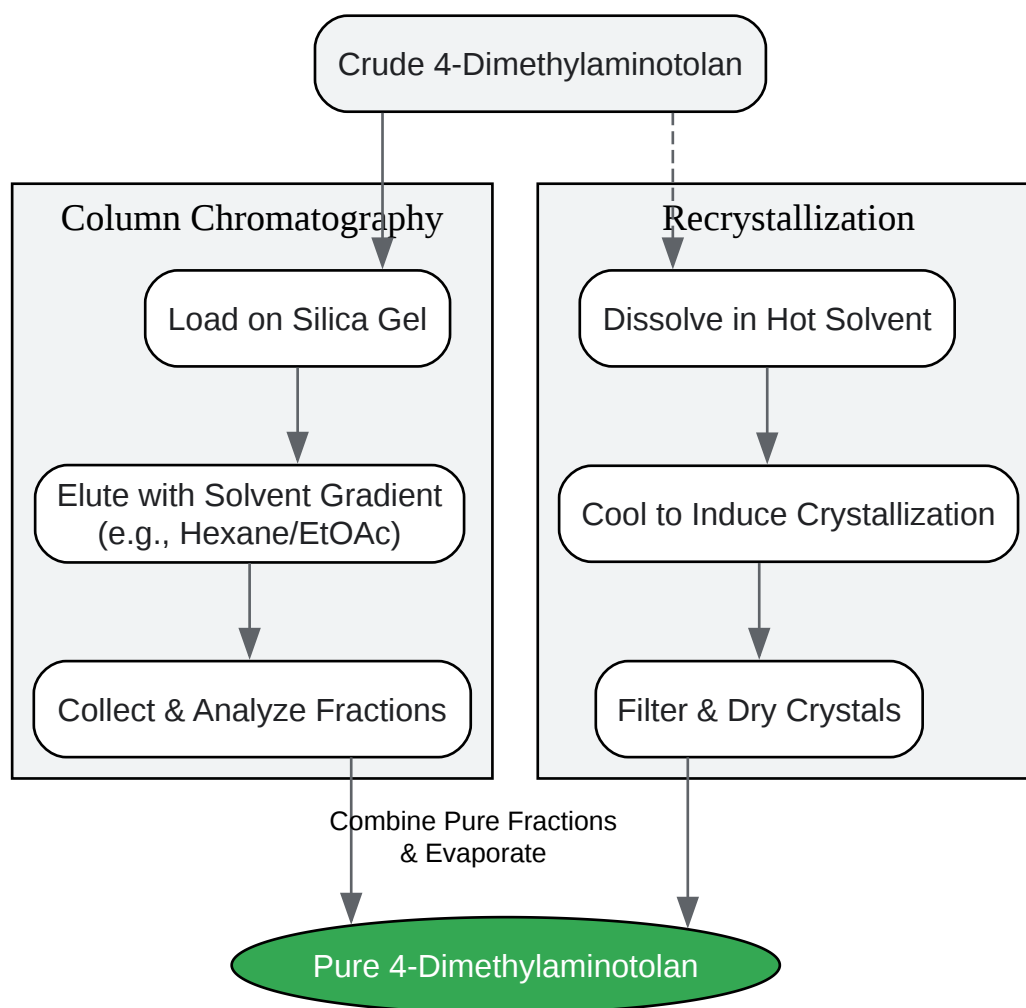 Crude 4-Dimethylaminotolan
Column Chromatography
Load on Silica Gel
Elute with Solvent Gradient
(e.g., Hexane/EtOAc)
Collect & Analyze Fractions
Recrystallization
Dissolve in Hot Solvent
Cool to Induce Crystallization
Filter & Dry Crystals
Combine Pure Fractions
& Evaporate
Pure 4-Dimethylaminotolan